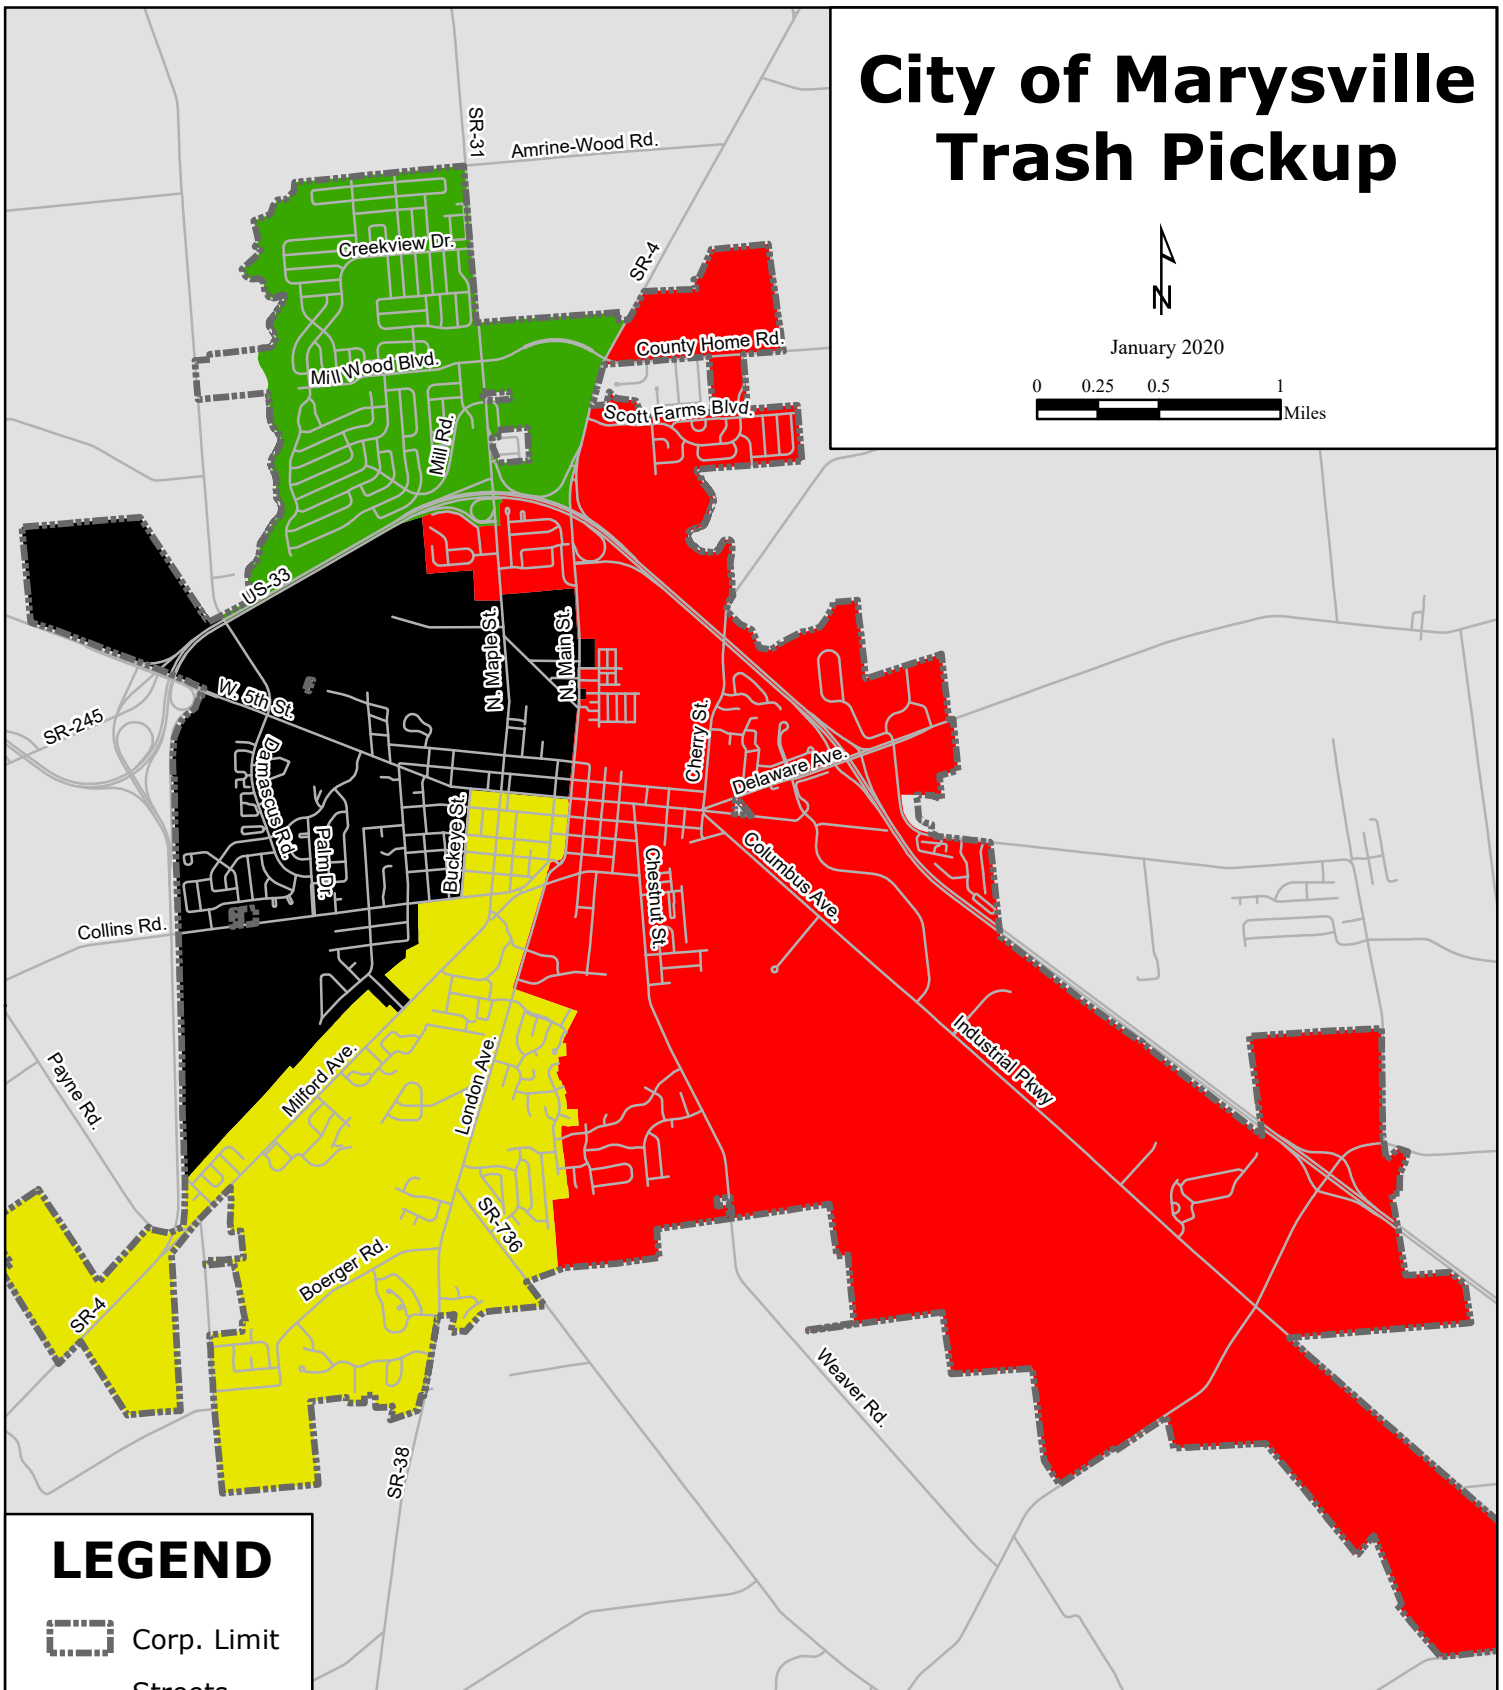 City of Marysville
Trash Pickup
N
January 2020
0 0.25 0.5 1
Miles
SR-31
Amrine-Wood Rd.
Creekview Dr.
SR-4
County Home Rd.
Mill Wood Blvd.
Scott Farms Blvd.
Mill Rd.
US-33
N. Maple St.
N. Main St.
W. 5th St.
SR-245
Cherry St.
Damascus Rd.
Delaware Ave.
Buckeye St.
Palm Dr.
Columbus Ave.
Chestnut St.
Collins Rd.
Industrial Pkwy
Payne Rd.
Milford Ave.
London Ave.
SR-736
Boerger Rd.
SR-4
Weaver Rd.
SR-38
LEGEND
Corp. Limit
Streets